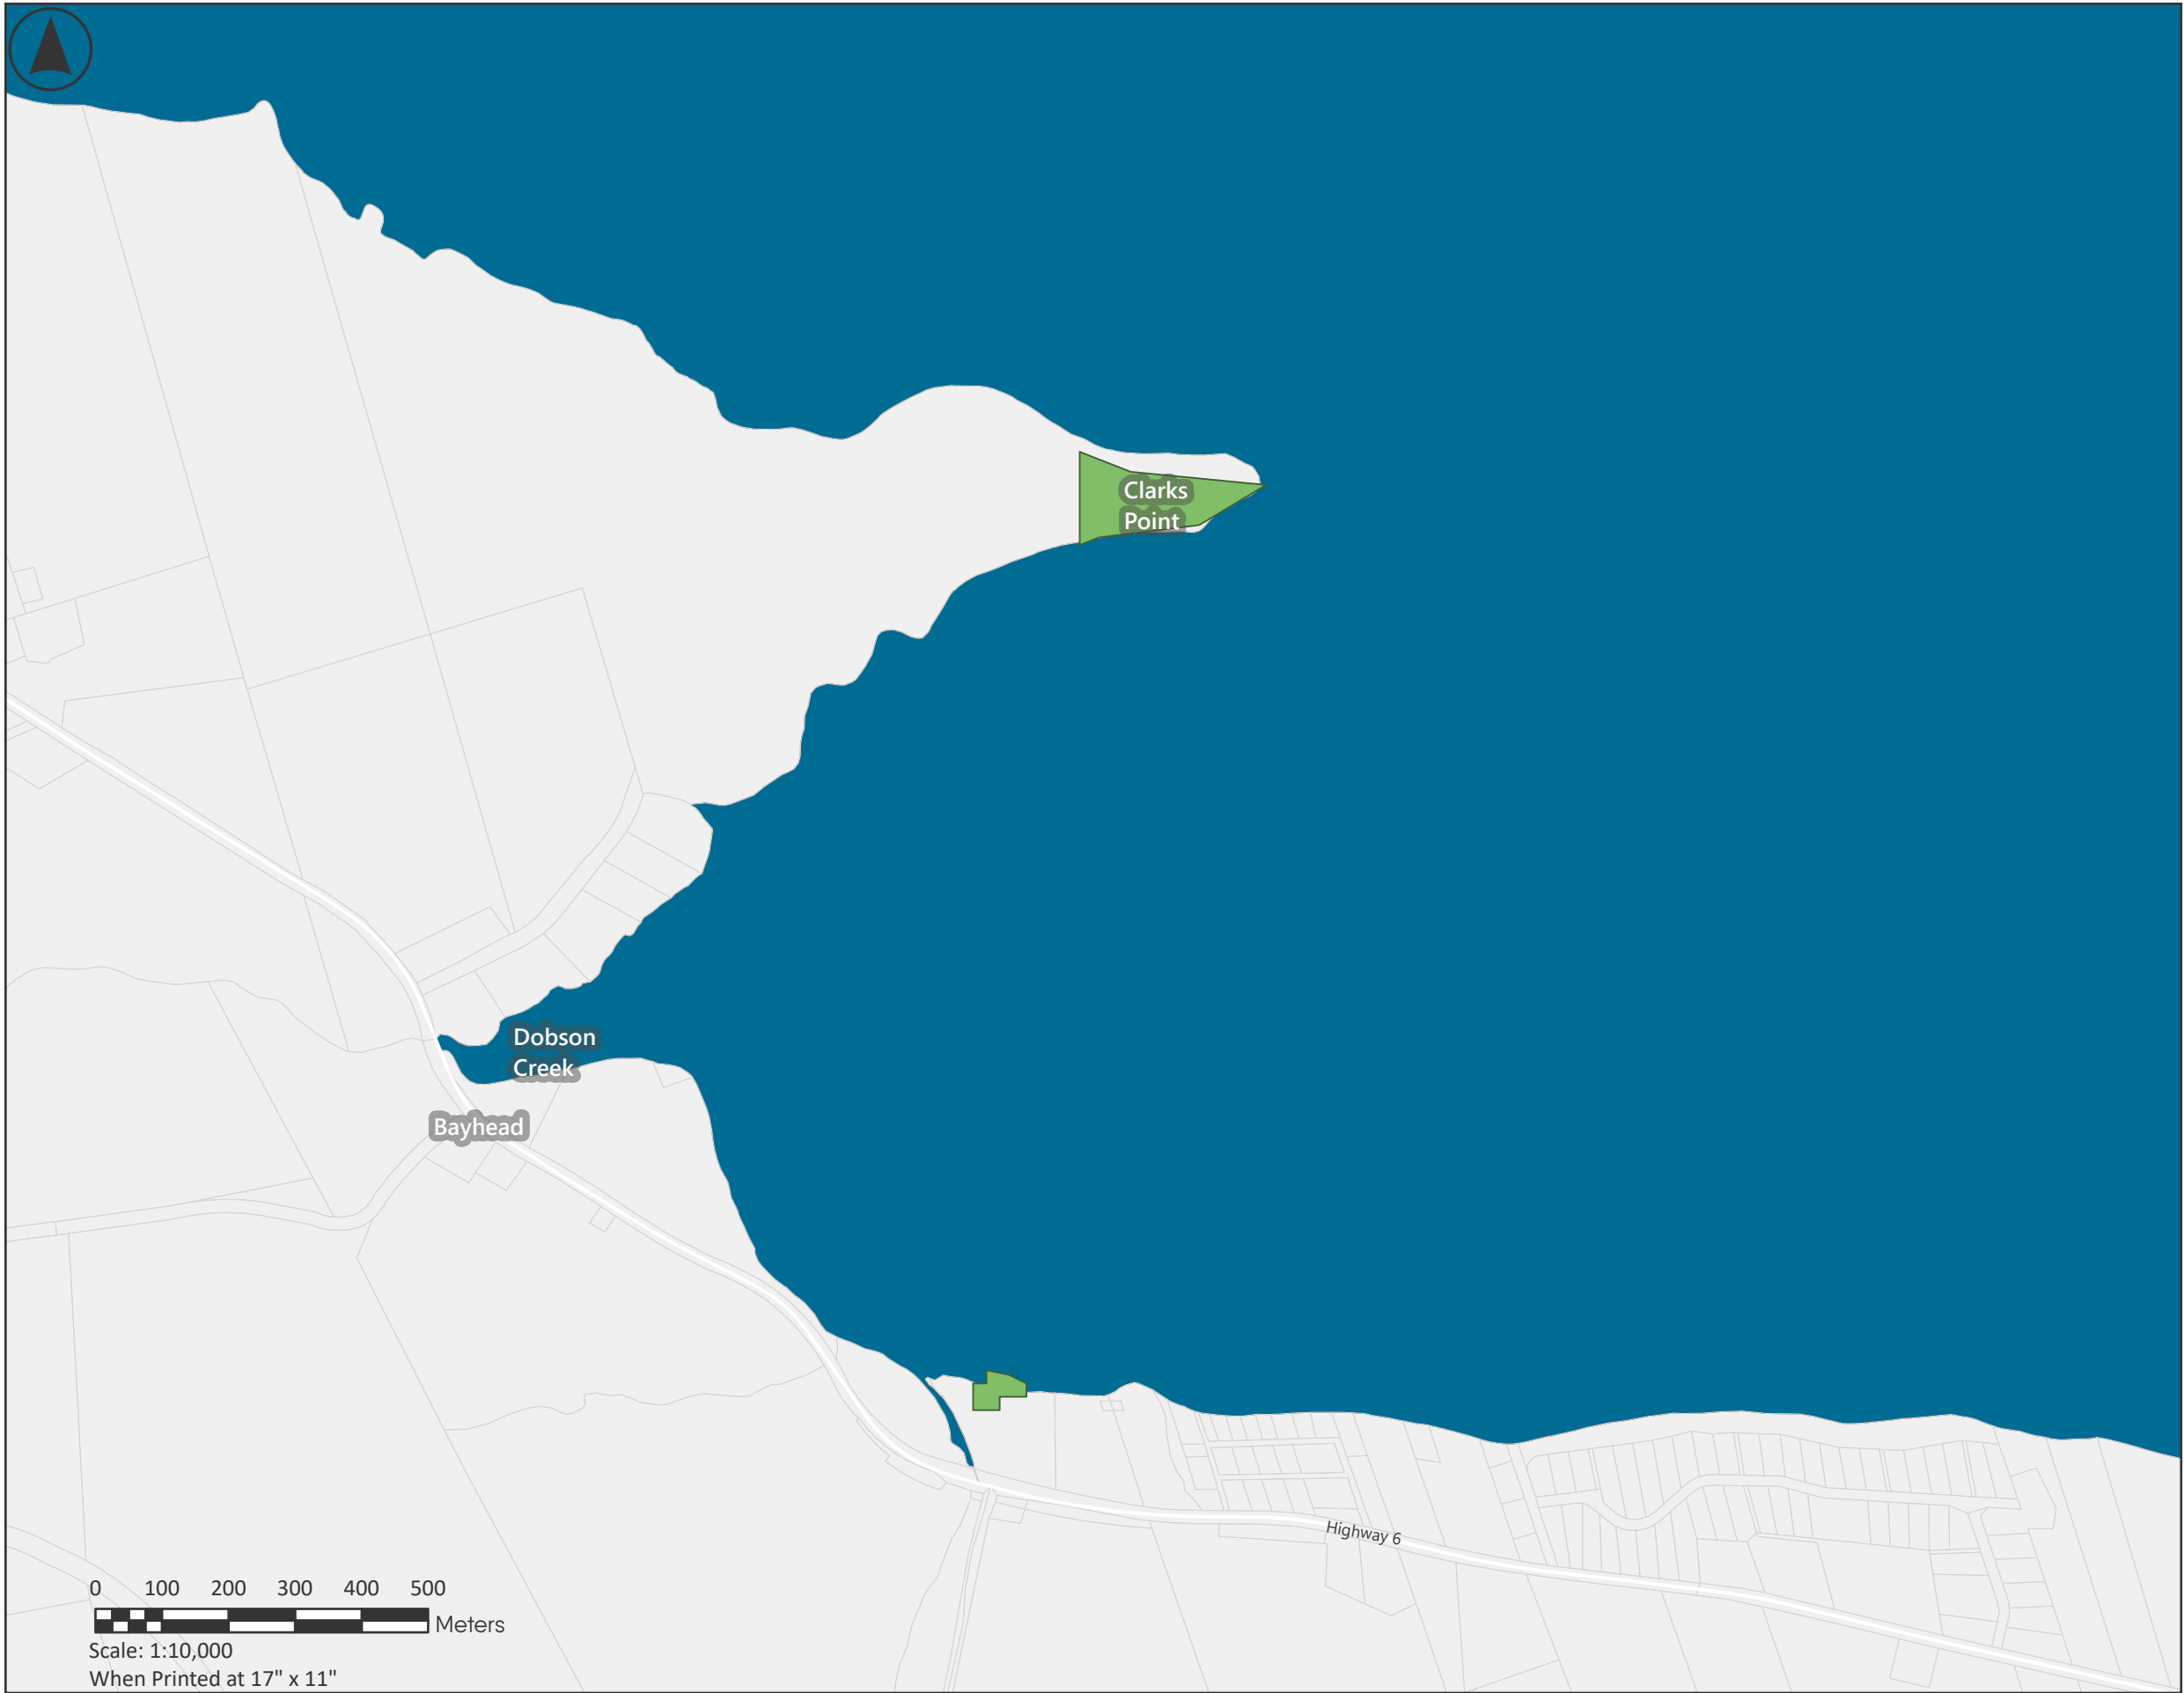 Clarks
Point
Dobson
Creek
Bayhead
Highway 6
0 100 200 300 400 500
Meters
Scale: 1:10,000
When Printed at 17" x 11"